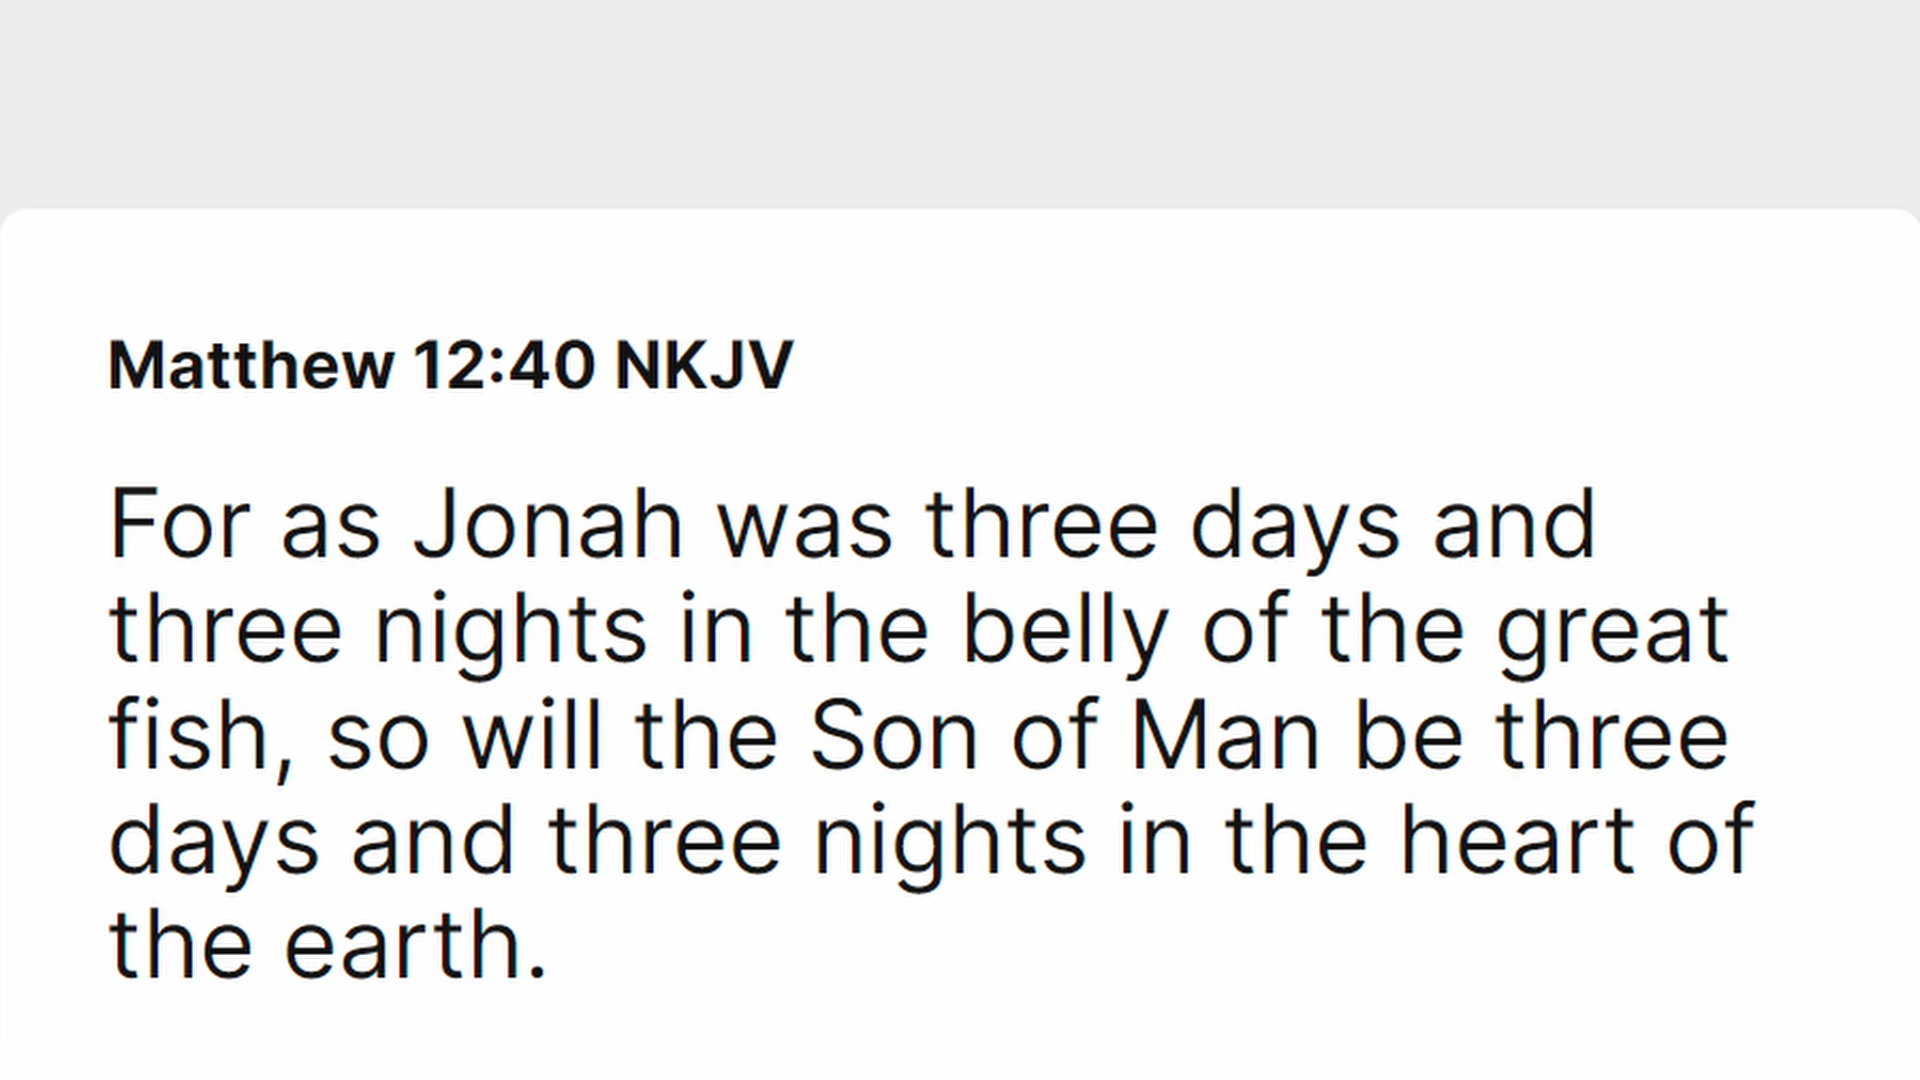 Matthew 12:40 NKJV
For as Jonah was three days and
three nights in the belly of the great
fish, so will the Son of Man be three
days and three nights in the heart of
the earth.